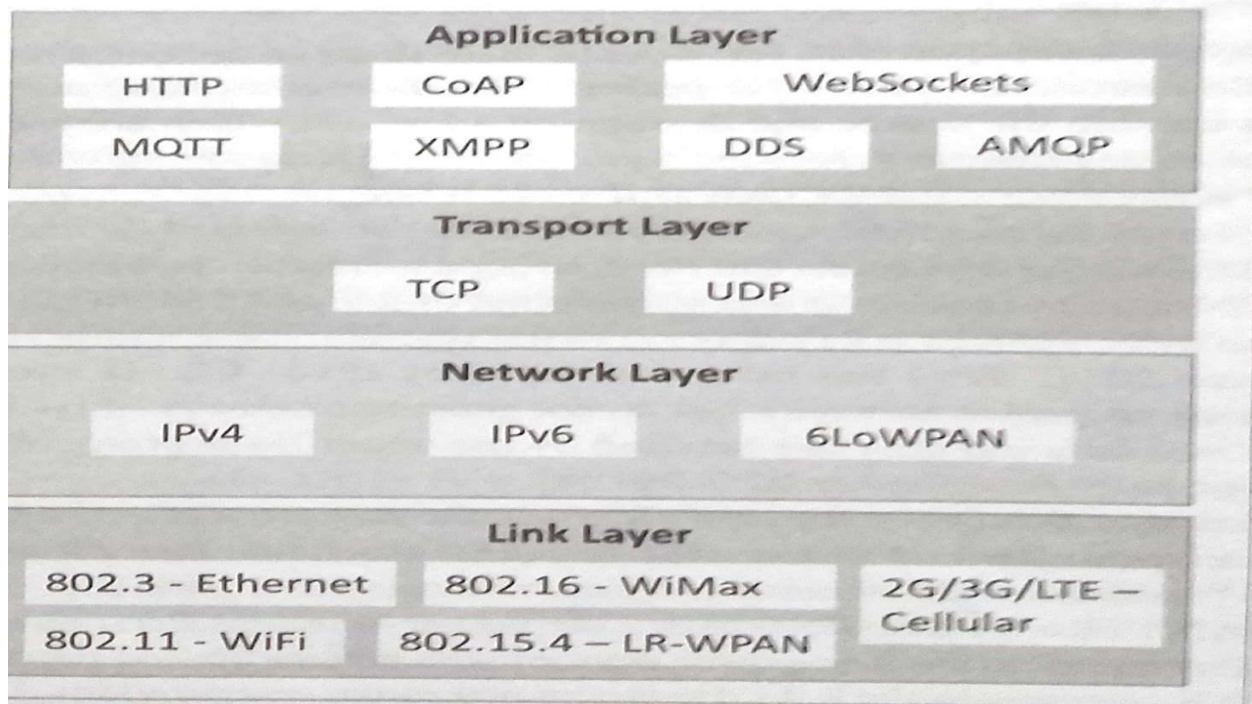 Application Layer
HTTP CoAP WebSockets
MQTT XMPP DDS AMQP
Transport Layer
TCP UDP
Network Layer
IPv4 IPv6 6LoWPAN
Link Layer
802.3 - Ethernet 802.16 - WiMax 2G/3G/LTE –
Cellular
802.11 - WiFi 802.15.4 – LR-WPAN